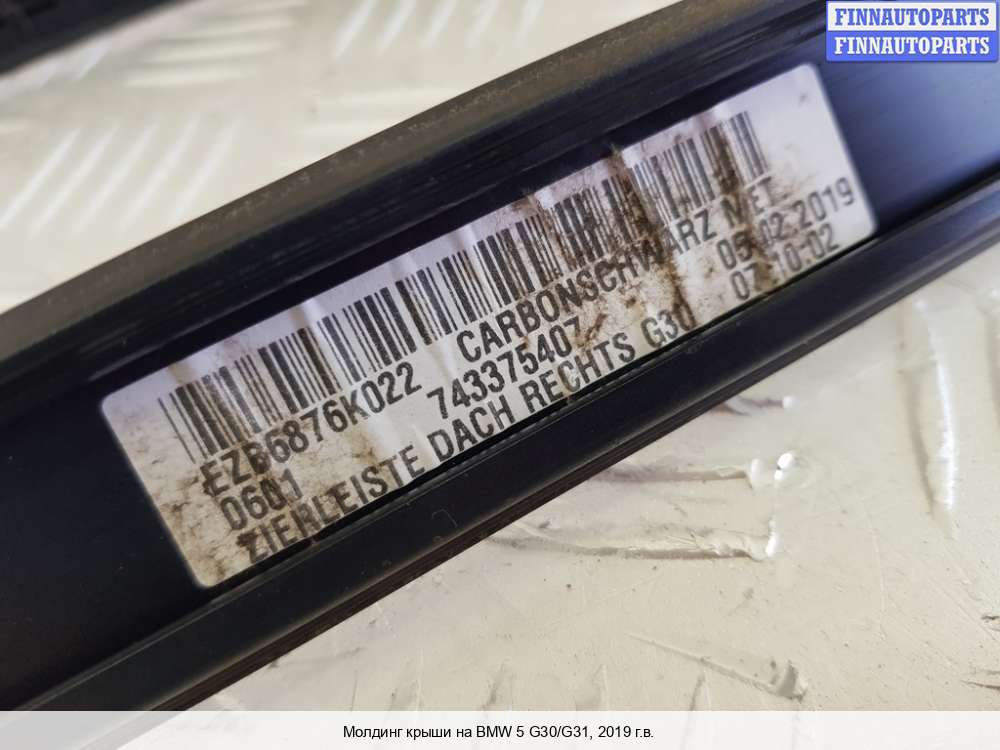 FINNAUTOPARTS
FINNAUTOPARTS
EZB6876K022 CARBONSCHWARZ MET.
0601 74337540 05.02.2019
ZIERLEISTE DACH RECHTS G30 07:10:02
Молдинг крыши на BMW 5 G30/G31, 2019 г.в.